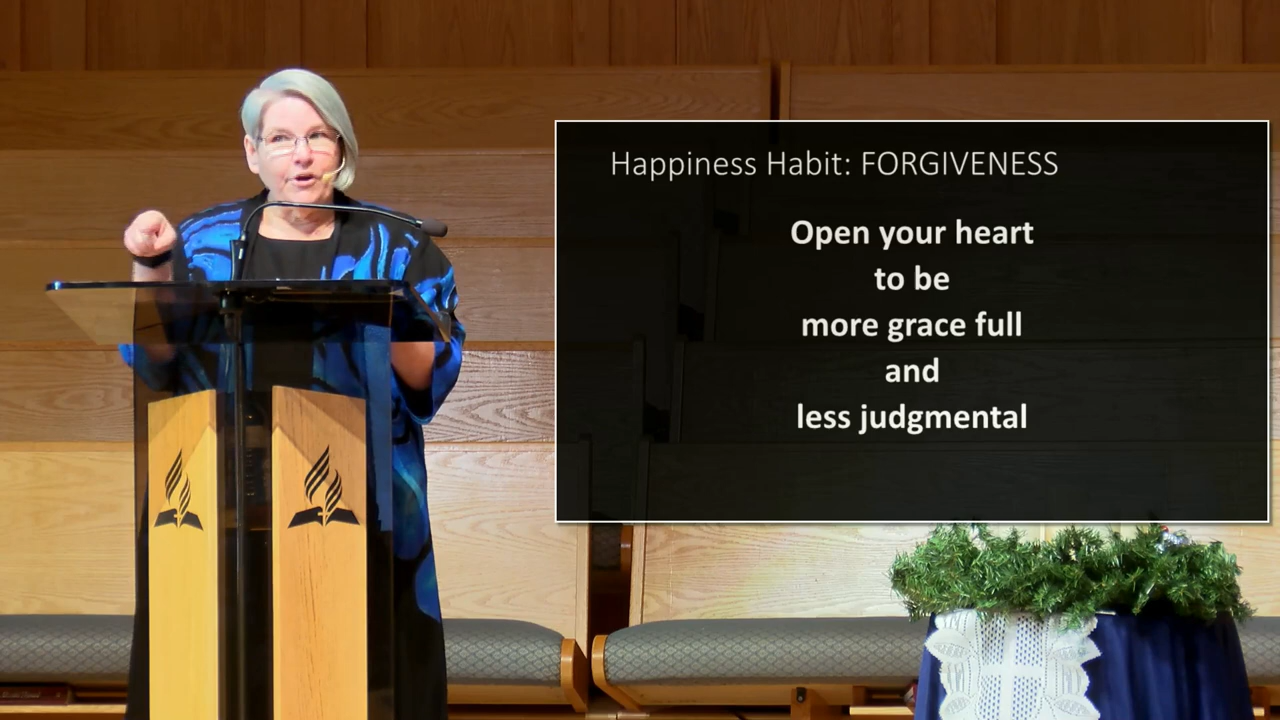 Happiness Habit: FORGIVENESS
Open your heart
to be
more grace full
and
less judgmental